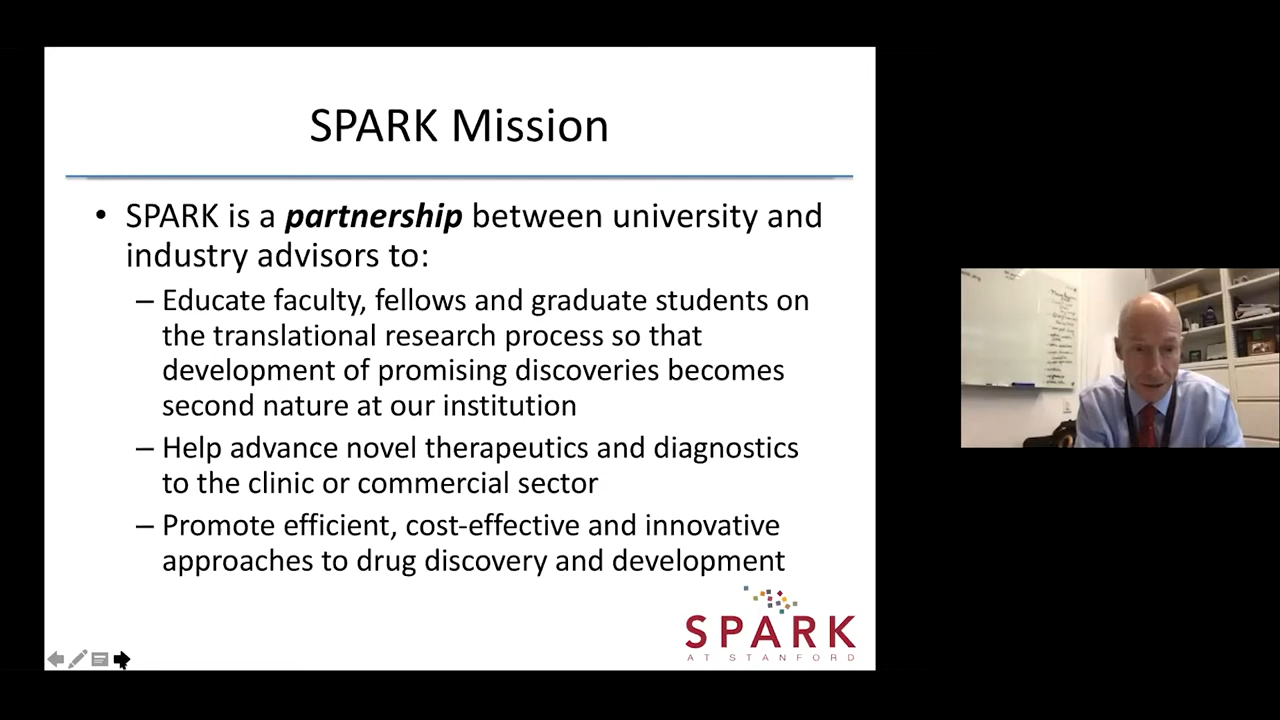 SPARK Mission
• SPARK is a partnership between university and
industry advisors to:
– Educate faculty, fellows and graduate students on
the translational research process so that
development of promising discoveries becomes
second nature at our institution
– Help advance novel therapeutics and diagnostics
to the clinic or commercial sector
– Promote efficient, cost-effective and innovative
approaches to drug discovery and development
SPARK
AT STANFORD